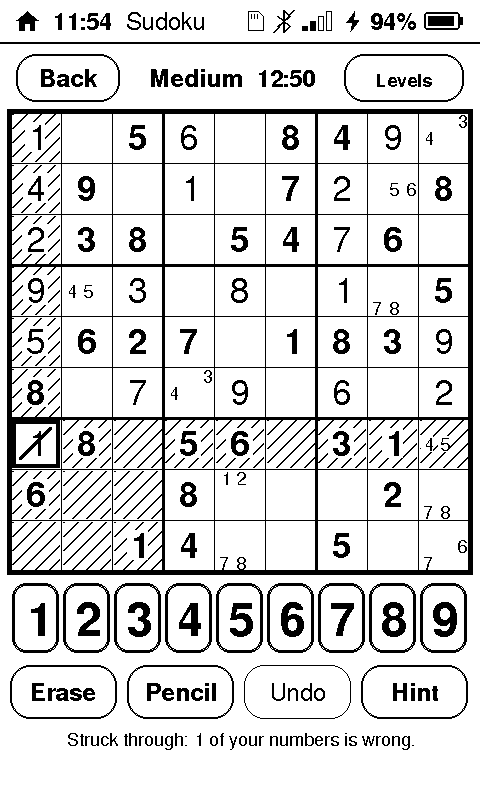 11:54 Sudoku 94%
Back Medium 12:50 Levels
1 5 6 8 4 9 3 4
4 9 1 7 2 5 6 8
2 3 8 5 4 7 6
9 4 5 3 8 1 7 8 5
5 6 2 7 1 8 3 9
8 7 3 4 9 6 2
1 8 5 6 3 1 4 5
6 8 1 2 2 7 8
1 4 7 8 5 6 7
1 2 3 4 5 6 7 8 9
Erase Pencil Undo Hint
Struck through: 1 of your numbers is wrong.